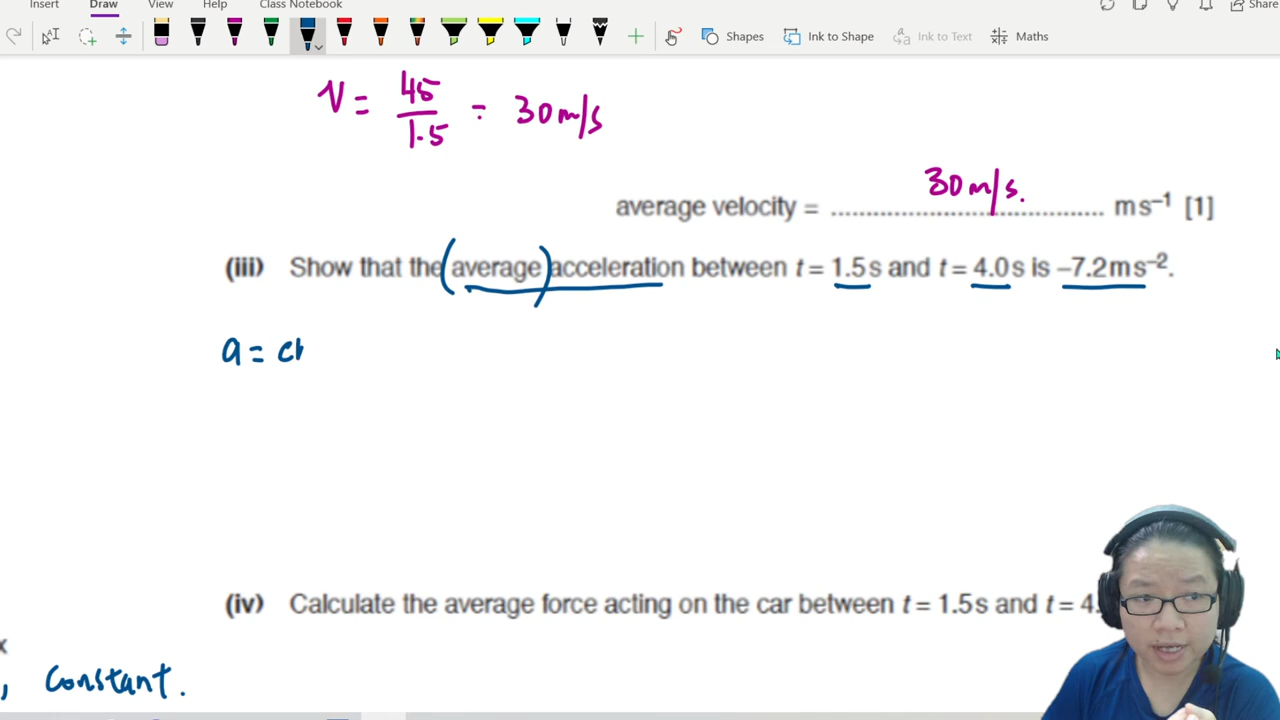 Insert Draw View Help Class Notebook Share
Shapes Ink to Shape Ink to Text Maths
V = 45 / 1.5 = 30 m/s
30 m/s.
average velocity = .......................................... m s⁻¹ [1]
(iii) Show that the (average) acceleration between t = 1.5 s and t = 4.0 s is –7.2 m s⁻².
a = ch
(iv) Calculate the average force acting on the car between t = 1.5 s and t = 4.
x
, constant.